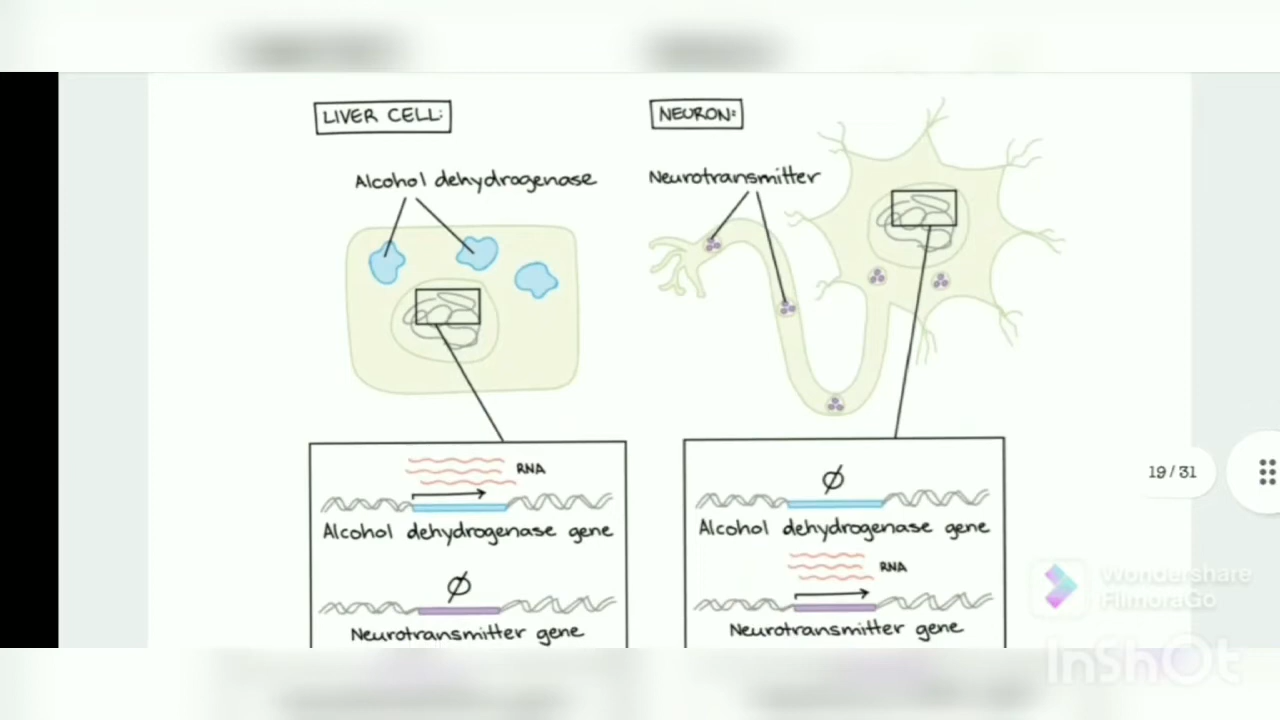 LIVER CELL:
Alcohol dehydrogenase
RNA
Alcohol dehydrogenase gene
Ø
Neurotransmitter gene
NEURON:
Neurotransmitter
Ø
Alcohol dehydrogenase gene
RNA
Neurotransmitter gene
19 / 31
Wondershare
FilmoraGo
InShOt